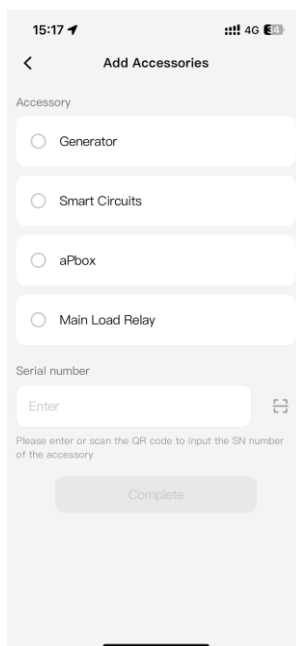 15:17
4G 34
Add Accessories
Accessory
Generator
Smart Circuits
aPbox
Main Load Relay
Serial number
Enter
Please enter or scan the QR code to input the SN number
of the accessory
Complete